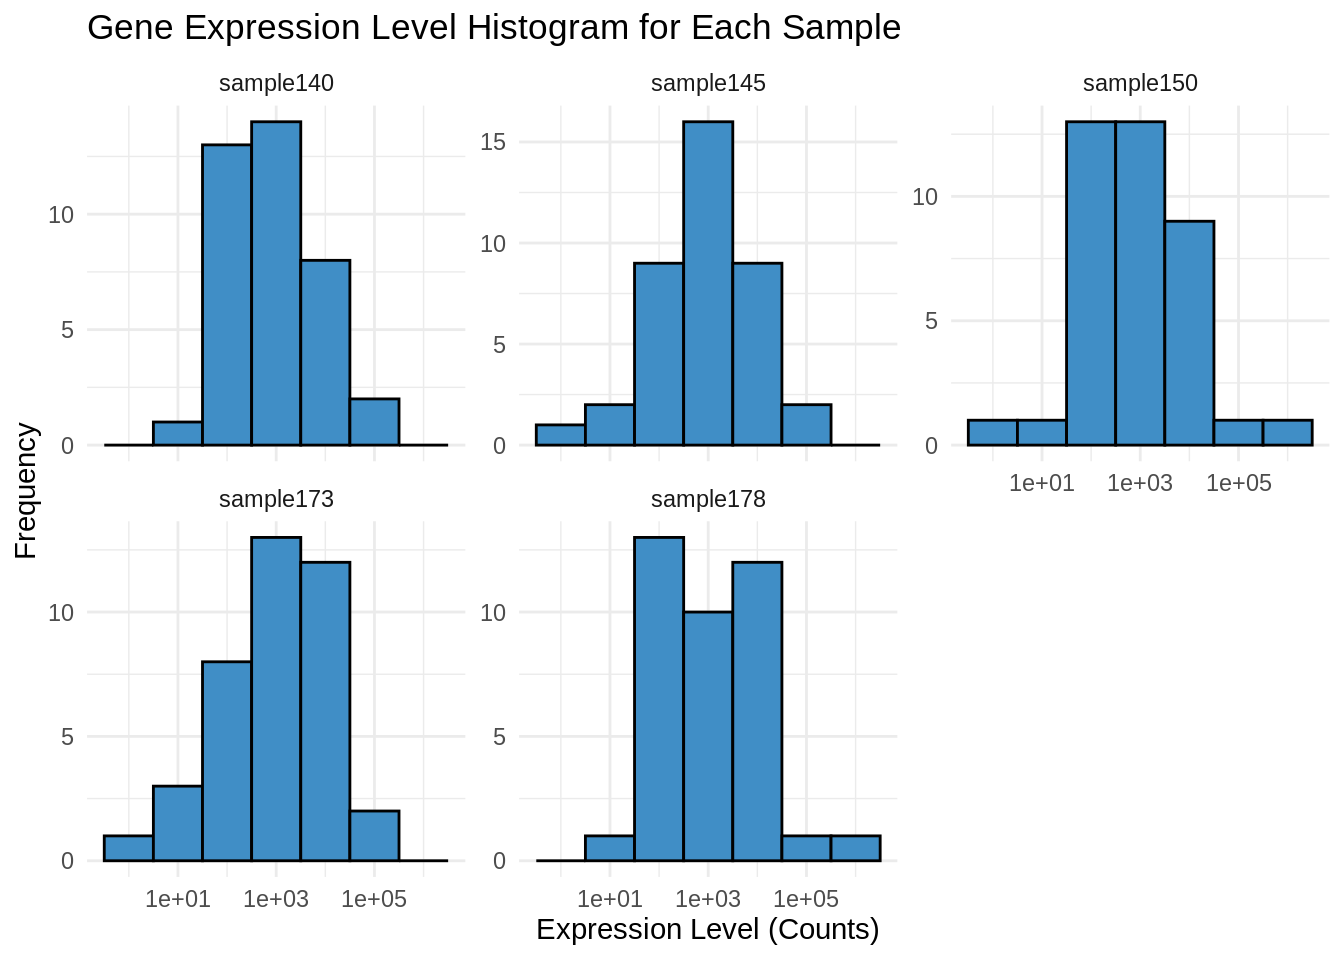 Gene Expression Level Histogram for Each Sample
sample140
sample145
sample150
10
5
0
15
10
5
0
10
5
0
1e+01 1e+03 1e+05
Frequency
sample173
sample178
10
5
0
10
5
0
1e+01 1e+03 1e+05
1e+01 1e+03 1e+05
Expression Level (Counts)